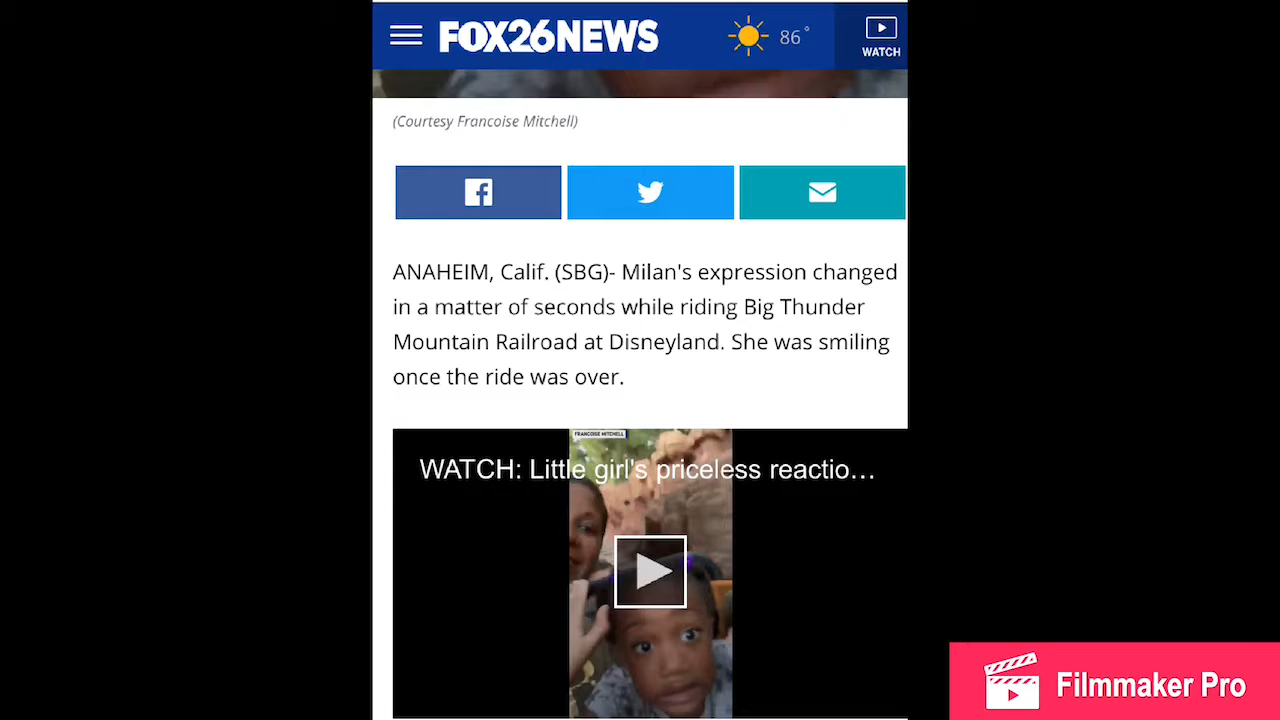 FOX26NEWS
86°
WATCH
(Courtesy Francoise Mitchell)
ANAHEIM, Calif. (SBG)- Milan's expression changed
in a matter of seconds while riding Big Thunder
Mountain Railroad at Disneyland. She was smiling
once the ride was over.
FRANCOISE MITCHELL
WATCH: Little girl's priceless reactio...
Filmmaker Pro